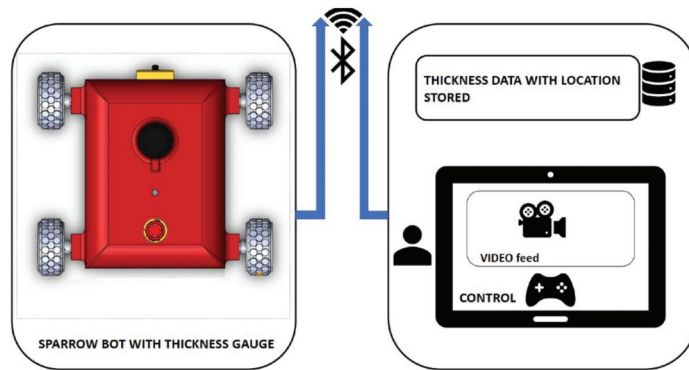 THICKNESS DATA WITH LOCATION
STORED
VIDEO feed
CONTROL
SPARROW BOT WITH THICKNESS GAUGE